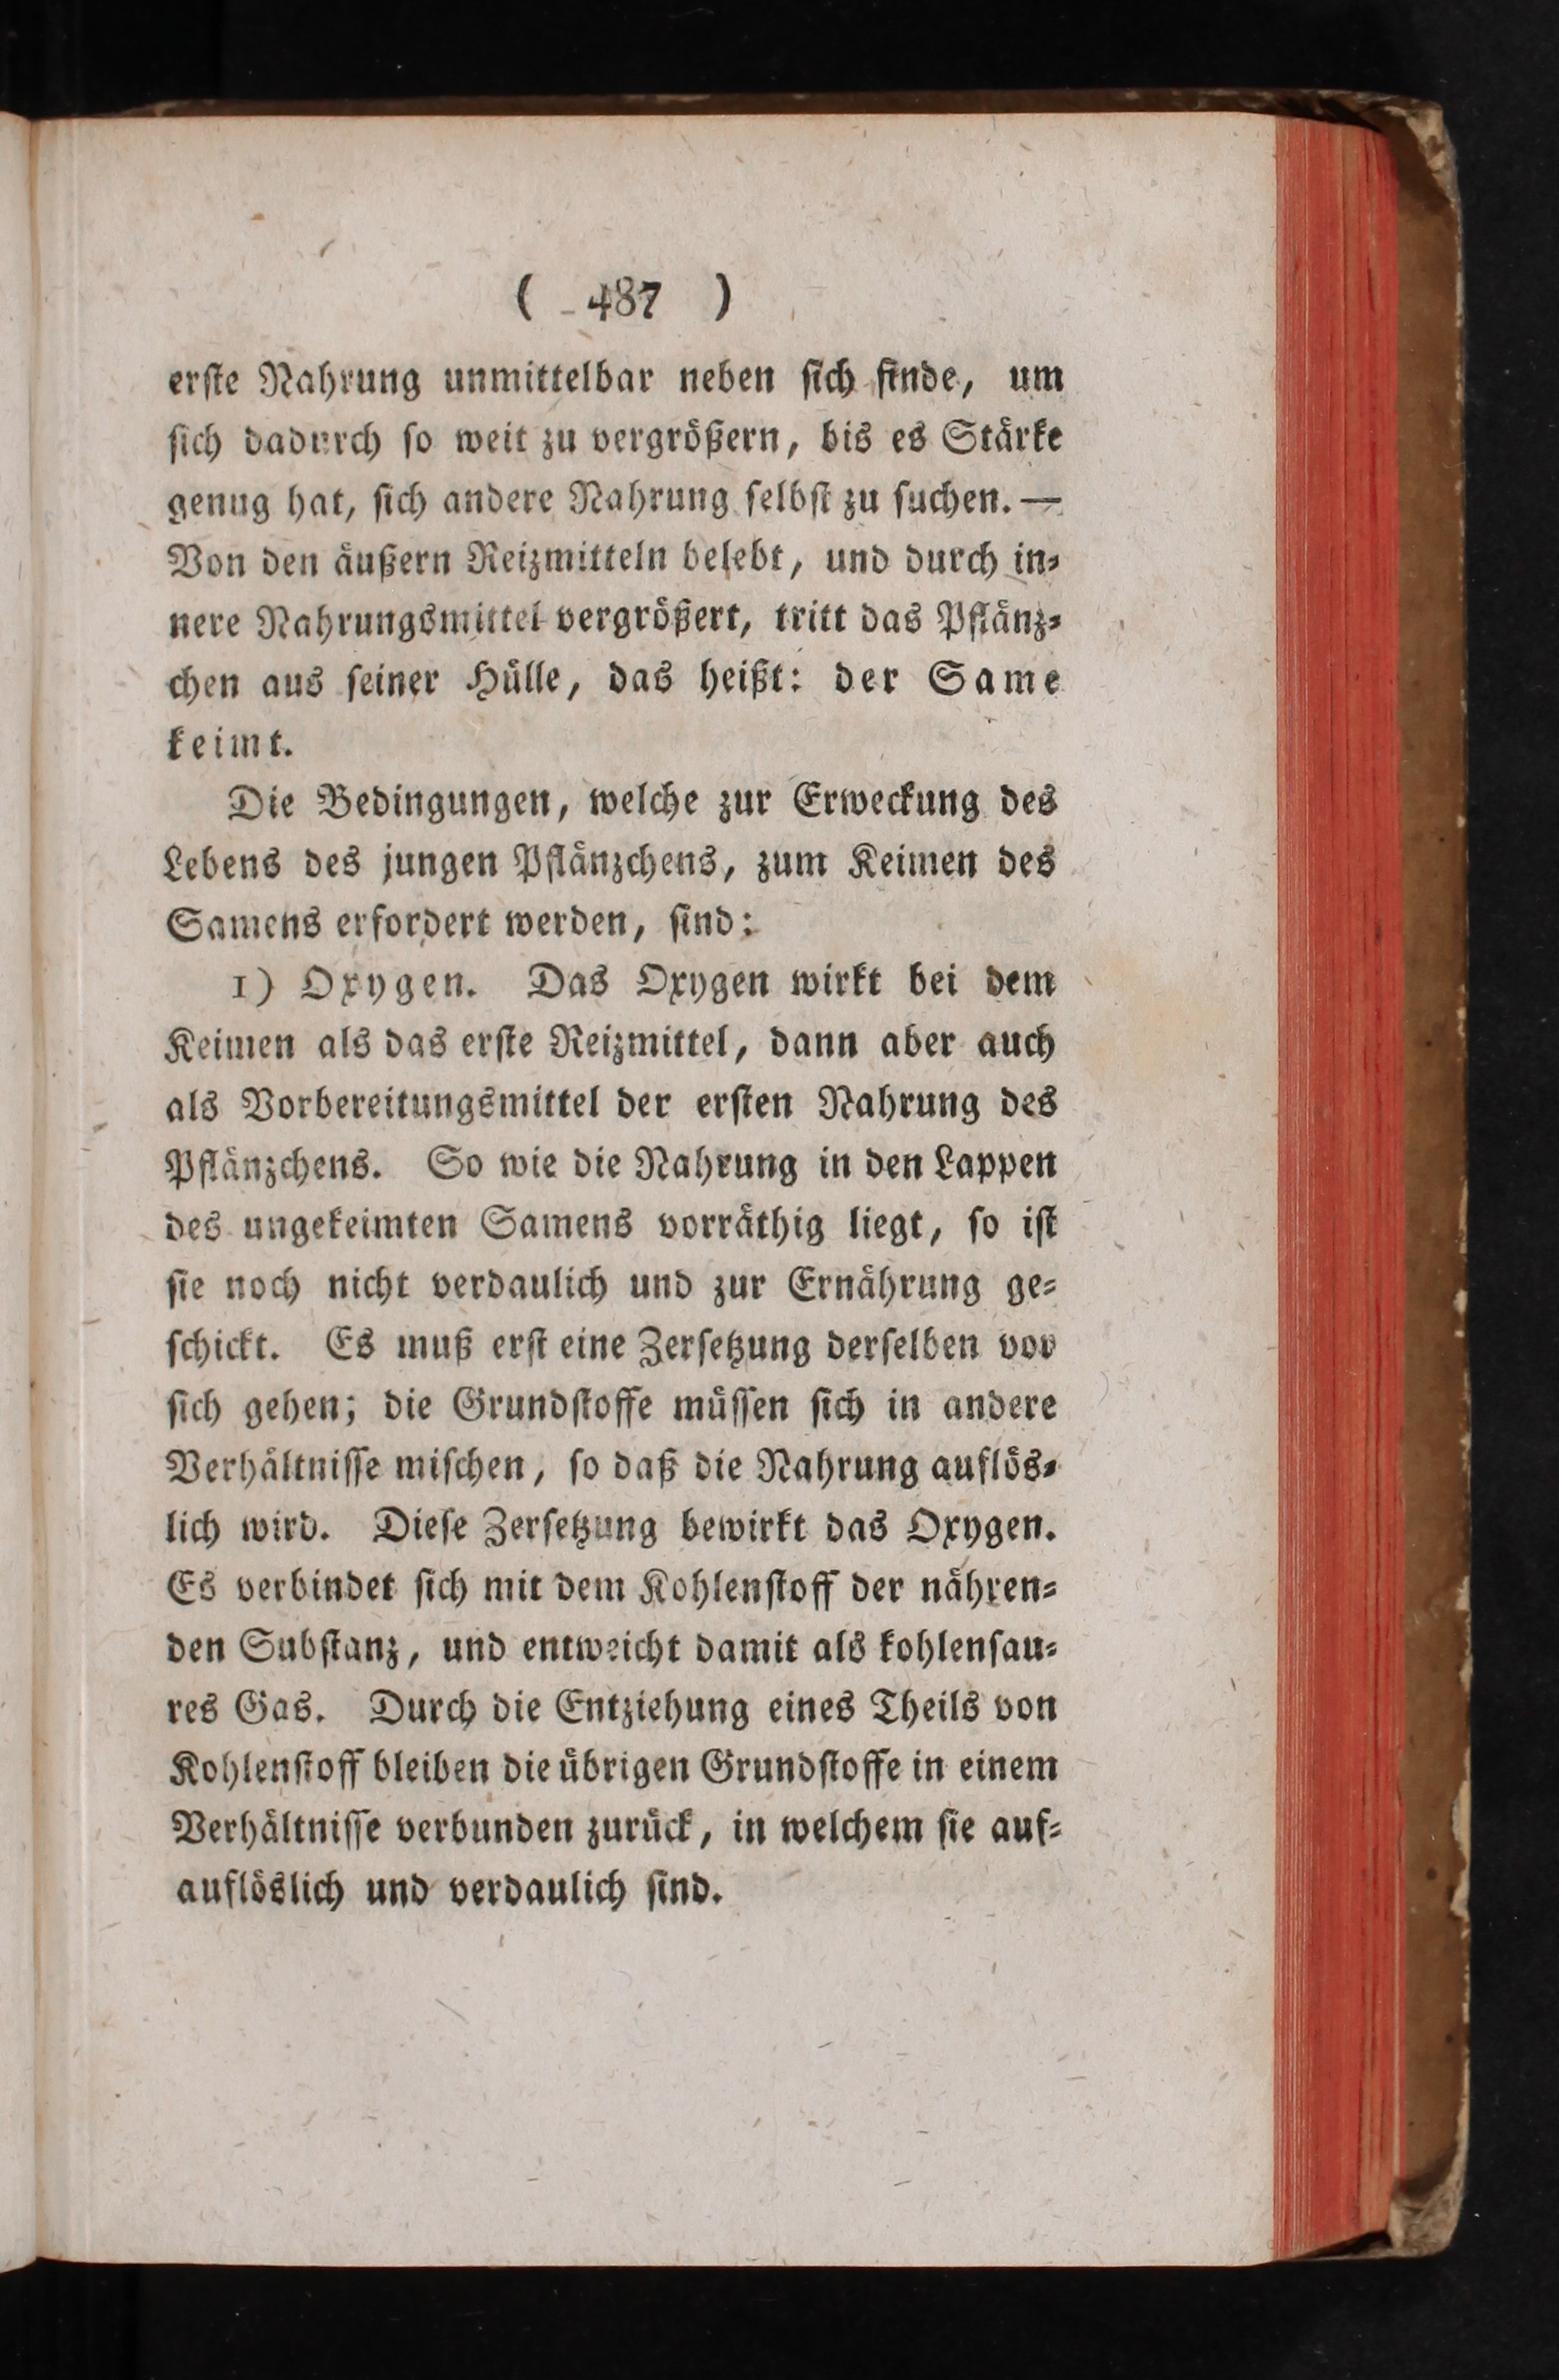 ( 487 )
erſte Nahrung unmittelbar neben ſich finde, um
ſich dadurch ſo weit zu vergrößern, bis es Stärke
genug hat, ſich andere Nahrung ſelbſt zu ſuchen. —
Von den äußern Reizmitteln belebt, und durch in⸗
nere Nahrungsmittel vergrößert, tritt das Pflänz⸗
chen aus ſeiner Hülle, das heißt: der Same
keimt.
Die Bedingungen, welche zur Erweckung des
Lebens des jungen Pflänzchens, zum Keimen des
Samens erfordert werden, ſind:
1) Oxygen. Das Oxygen wirkt bei dem
Keimen als das erſte Reizmittel, dann aber auch
als Vorbereitungsmittel der erſten Nahrung des
Pflänzchens. So wie die Nahrung in den Lappen
des ungekeimten Samens vorräthig liegt, ſo iſt
ſie noch nicht verdaulich und zur Ernährung ge⸗
ſchickt. Es muß erſt eine Zerſetzung derſelben vor
ſich gehen; die Grundſtoffe müſſen ſich in andere
Verhältniſſe miſchen, ſo daß die Nahrung auflös⸗
lich wird. Dieſe Zerſetzung bewirkt das Oxygen.
Es verbindet ſich mit dem Kohlenſtoff der nähren⸗
den Subſtanz, und entweicht damit als kohlenſau⸗
res Gas. Durch die Entziehung eines Theils von
Kohlenſtoff bleiben die übrigen Grundſtoffe in einem
Verhältniſſe verbunden zurück, in welchem ſie auf⸗
auflöslich und verdaulich ſind.